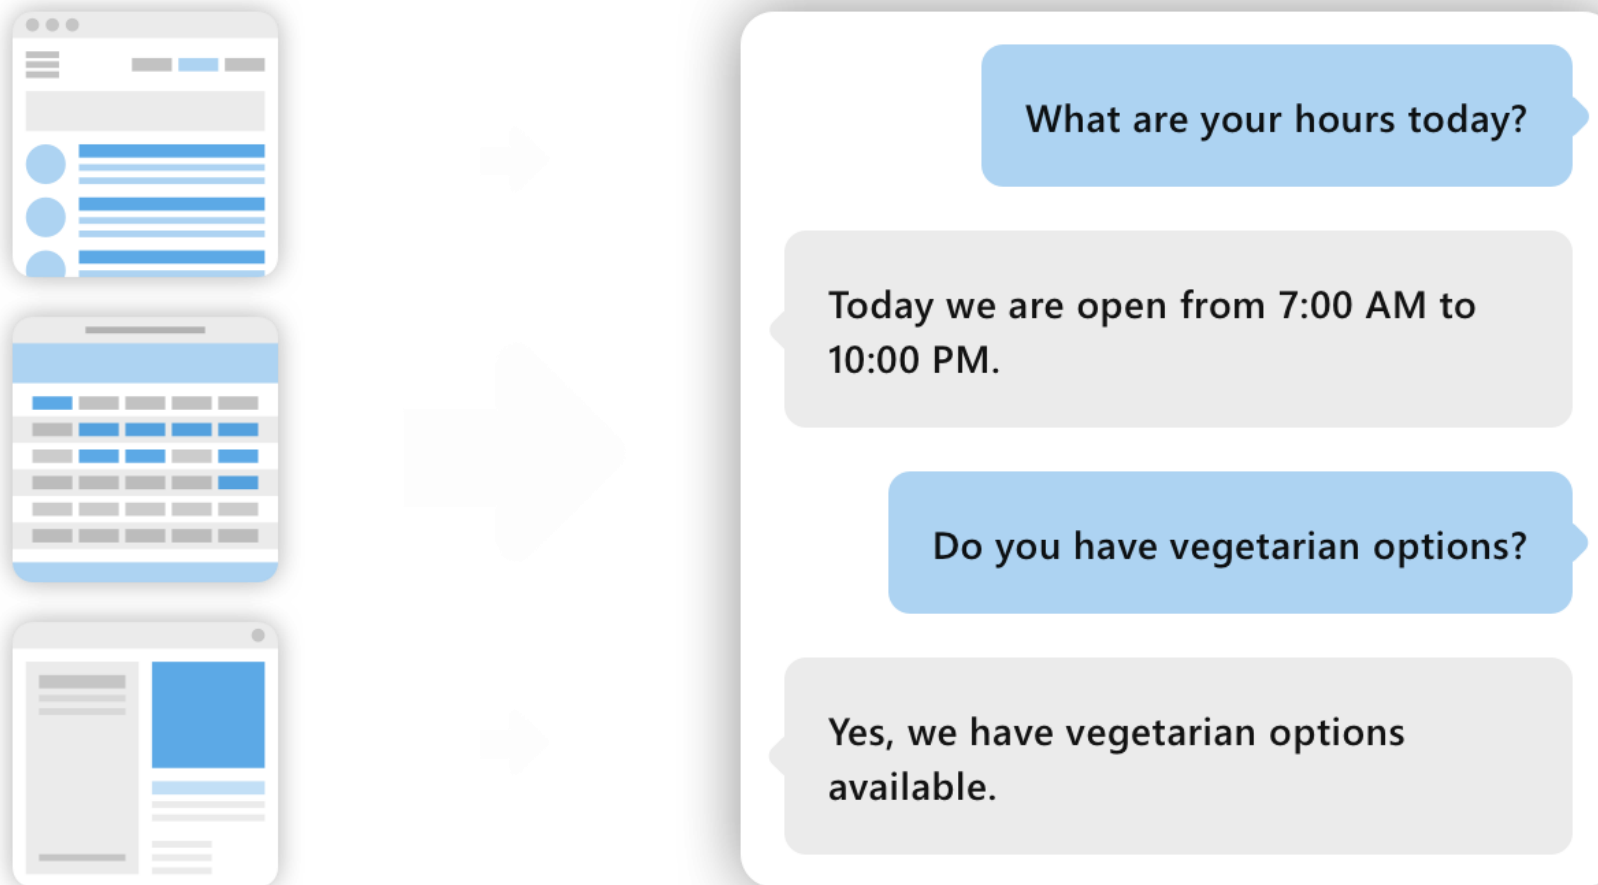 What are your hours today?
Today we are open from 7:00 AM to
10:00 PM.
Do you have vegetarian options?
Yes, we have vegetarian options
available.